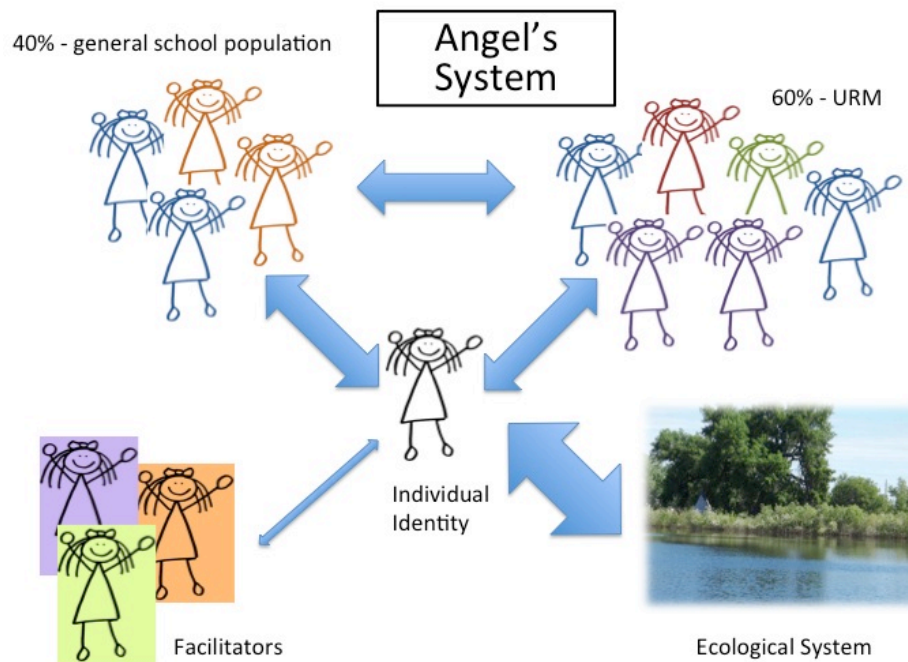 40% - general school population
Angel's
System
60% - URM
Individual
Identity
Facilitators
Ecological System